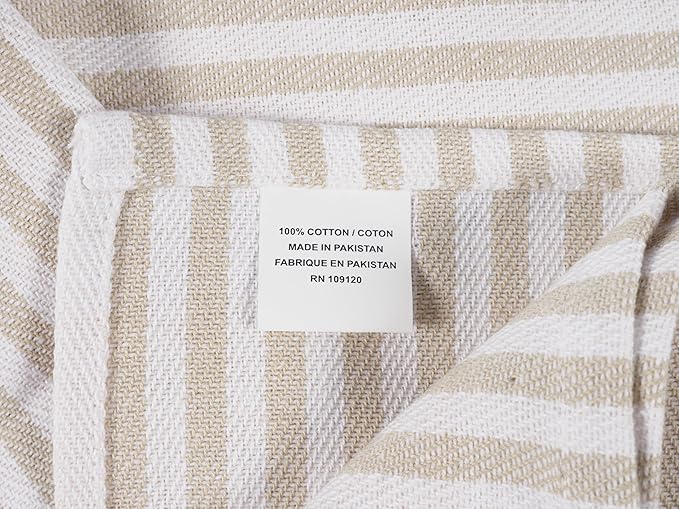 100% COTTON / COTON
MADE IN PAKISTAN
FABRIQUE EN PAKISTAN
RN 109120